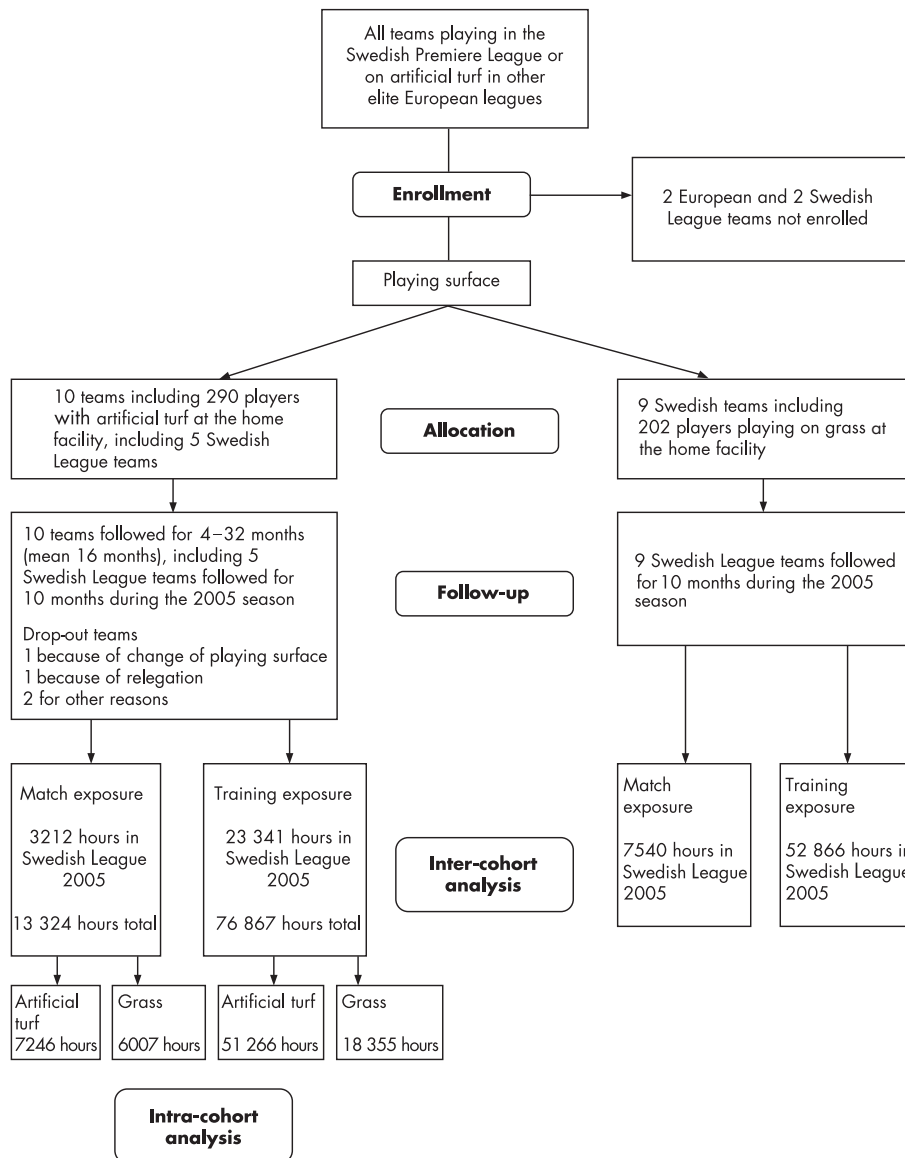 All teams playing in the
Swedish Premiere League or
on artificial turf in other
elite European leagues
Enrollment
2 European and 2 Swedish
League teams not enrolled
Playing surface
10 teams including 290 players
with artificial turf at the home
facility, including 5 Swedish
League teams
Allocation
9 Swedish teams including
202 players playing on grass at
the home facility
10 teams followed for 4–32 months
(mean 16 months), including 5
Swedish League teams followed for
10 months during the 2005 season
Drop-out teams
1 because of change of playing surface
1 because of relegation
2 for other reasons
Follow-up
9 Swedish League teams followed
for 10 months during the 2005
season
Match exposure
3212 hours in
Swedish League
2005
13 324 hours total
Training exposure
23 341 hours in
Swedish League
2005
76 867 hours total
Inter-cohort
analysis
Match
exposure
7540 hours in
Swedish League
2005
Training
exposure
52 866 hours in
Swedish League
2005
Artificial
turf
7246 hours
Grass
6007 hours
Artificial turf
51 266 hours
Grass
18 355 hours
Intra-cohort
analysis